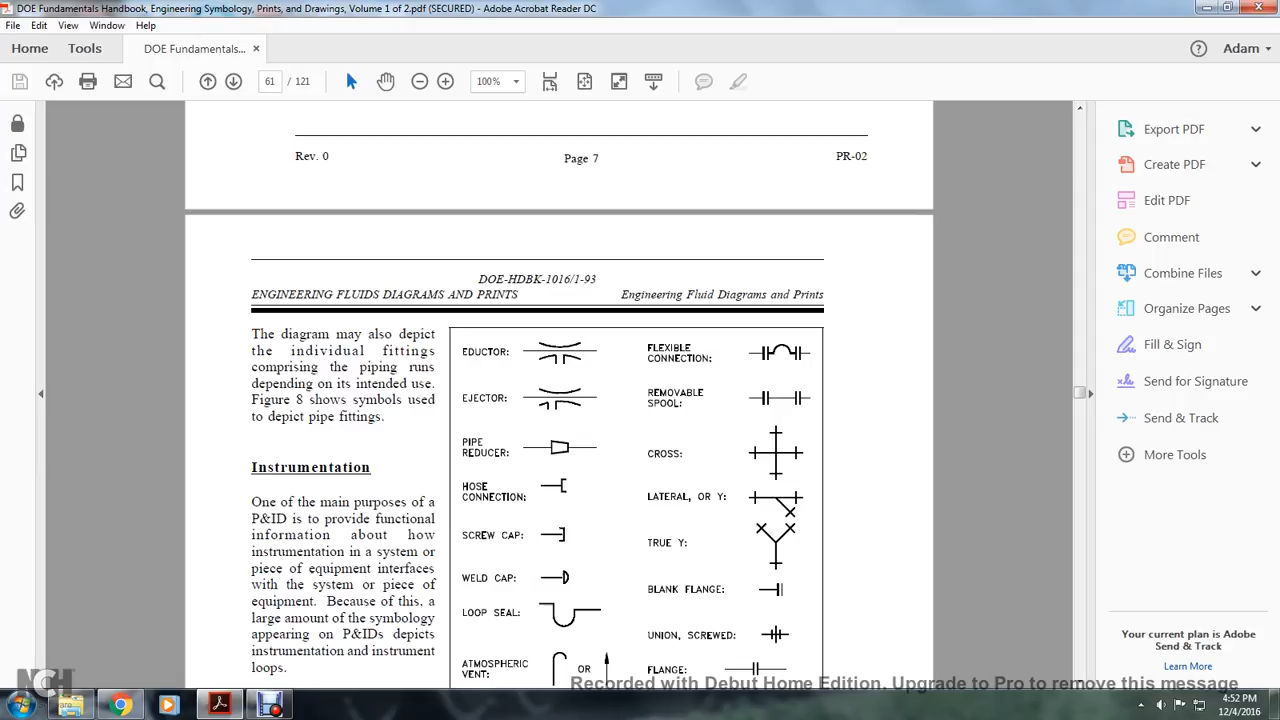 DOE Fundamentals Handbook, Engineering Symbology, Prints, and Drawings, Volume 1 of 2.pdf (SECURED) - Adobe Acrobat Reader DC
File Edit View Window Help
Home Tools DOE Fundamentals... × Adam
61 / 121 100%
Rev. 0 Page 7 PR-02
DOE-HDBK-1016/1-93
ENGINEERING FLUIDS DIAGRAMS AND PRINTS Engineering Fluid Diagrams and Prints
The diagram may also depict
the individual fittings
comprising the piping runs
depending on its intended use.
Figure 8 shows symbols used
to depict pipe fittings.
Instrumentation
One of the main purposes of a
P&ID is to provide functional
information about how
instrumentation in a system or
piece of equipment interfaces
with the system or piece of
equipment. Because of this, a
large amount of the symbology
appearing on P&IDs depicts
instrumentation and instrument
loops.
EDUCTOR:
EJECTOR:
PIPE
REDUCER:
HOSE
CONNECTION:
SCREW CAP:
WELD CAP:
LOOP SEAL:
ATMOSPHERIC
VENT:
OR
FLEXIBLE
CONNECTION:
REMOVABLE
SPOOL:
CROSS:
LATERAL, OR Y:
TRUE Y:
BLANK FLANGE:
UNION, SCREWED:
FLANGE:
Export PDF
Create PDF
Edit PDF
Comment
Combine Files
Organize Pages
Fill & Sign
Send for Signature
Send & Track
More Tools
Your current plan is Adobe
Send & Track
Learn More
NCH
Recorded with Debut Home Edition. Upgrade to Pro to remove this message
4:52 PM
12/4/2016